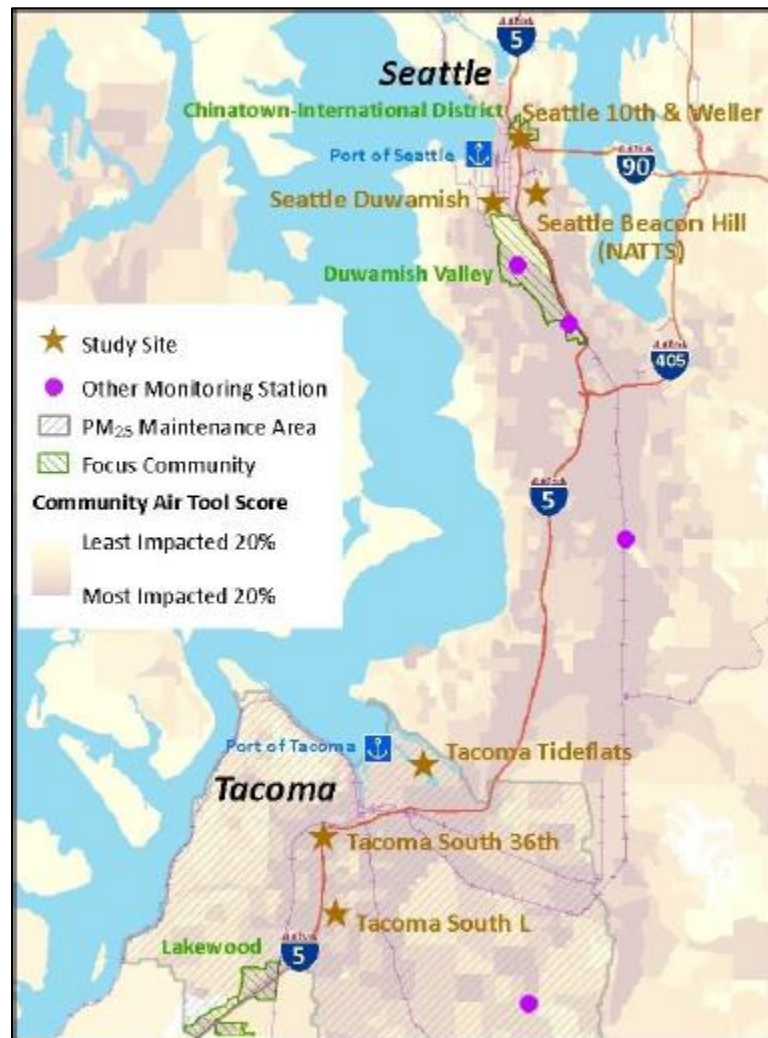 5
Seattle
Chinatown-International District
Seattle 10th & Weller
Port of Seattle
90
Seattle Duwamish
Seattle Beacon Hill
(NATTS)
Duwamish Valley
Study Site
Other Monitoring Station
PM2.5 Maintenance Area
Focus Community
Community Air Tool Score
Least Impacted 20%
Most Impacted 20%
405
5
Port of Tacoma
Tacoma Tideflats
Tacoma
Tacoma South 36th
Tacoma South L
Lakewood
5